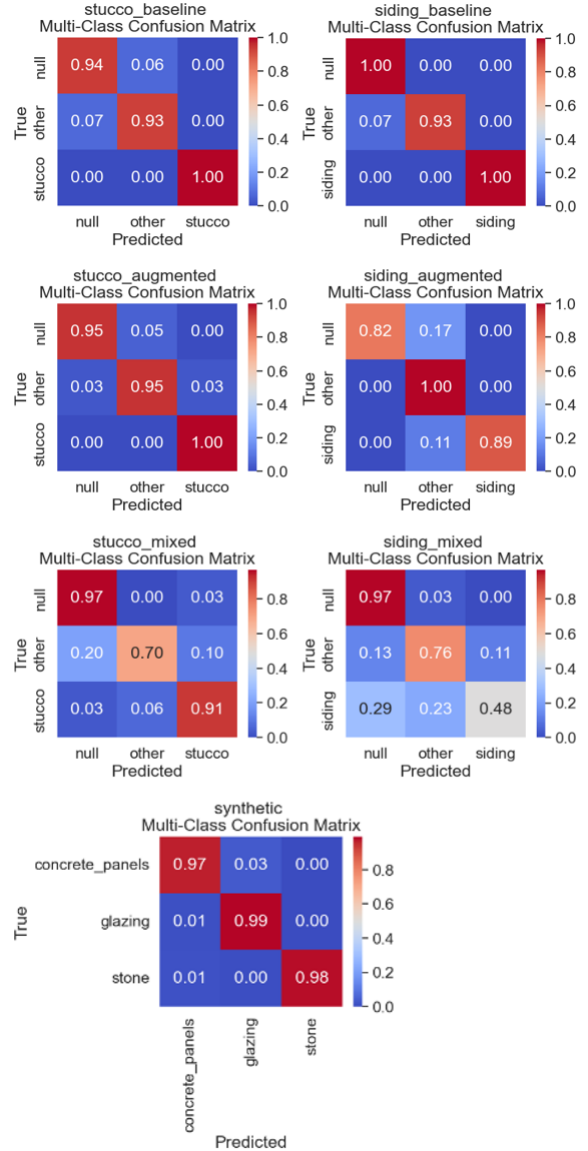 stucco_baseline
Multi-Class Confusion Matrix
null 0.94 0.06 0.00
other 0.07 0.93 0.00
stucco 0.00 0.00 1.00
True
null other stucco
Predicted
1.0
0.8
0.6
0.4
0.2
0.0
siding_baseline
Multi-Class Confusion Matrix
null 1.00 0.00 0.00
other 0.07 0.93 0.00
siding 0.00 0.00 1.00
True
null other siding
Predicted
1.0
0.8
0.6
0.4
0.2
0.0
stucco_augmented
Multi-Class Confusion Matrix
null 0.95 0.05 0.00
other 0.03 0.95 0.03
stucco 0.00 0.00 1.00
True
null other stucco
Predicted
1.0
0.8
0.6
0.4
0.2
0.0
siding_augmented
Multi-Class Confusion Matrix
null 0.82 0.17 0.00
other 0.00 1.00 0.00
siding 0.00 0.11 0.89
True
null other siding
Predicted
1.0
0.8
0.6
0.4
0.2
0.0
stucco_mixed
Multi-Class Confusion Matrix
null 0.97 0.00 0.03
other 0.20 0.70 0.10
stucco 0.03 0.06 0.91
True
null other stucco
Predicted
0.8
0.6
0.4
0.2
0.0
siding_mixed
Multi-Class Confusion Matrix
null 0.97 0.03 0.00
other 0.13 0.76 0.11
siding 0.29 0.23 0.48
True
null other siding
Predicted
0.8
0.6
0.4
0.2
0.0
synthetic
Multi-Class Confusion Matrix
concrete_panels 0.97 0.03 0.00
glazing 0.01 0.99 0.00
stone 0.01 0.00 0.98
True
concrete_panels glazing stone
Predicted
0.8
0.6
0.4
0.2
0.0